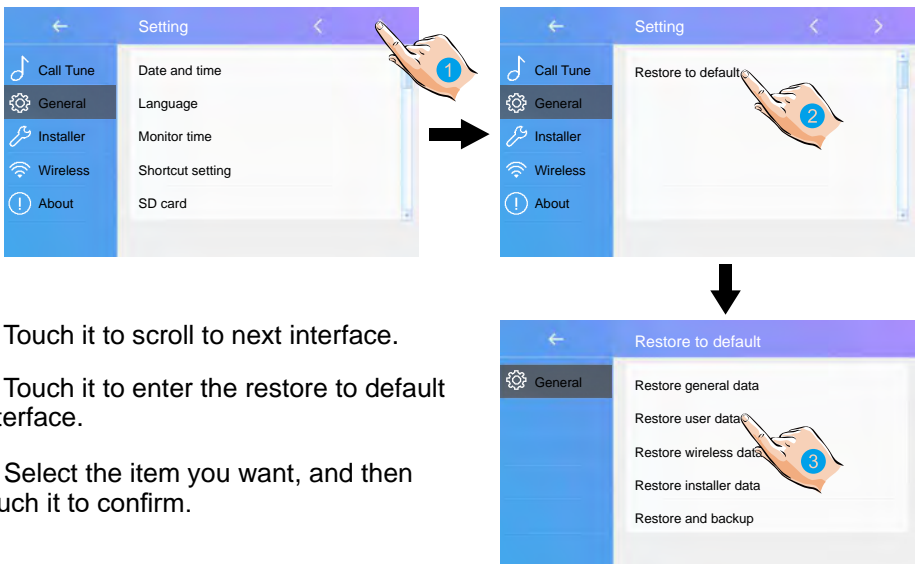 Setting
Call Tune
General
Installer
Wireless
About
Date and time
Language
Monitor time
Shortcut setting
SD card
1
Setting
Call Tune
General
Installer
Wireless
About
Restore to default
2
Touch it to scroll to next interface.
Touch it to enter the restore to default
terface.
Select the item you want, and then
uch it to confirm.
Restore to default
General
Restore general data
Restore user data
Restore wireless data
Restore installer data
Restore and backup
3